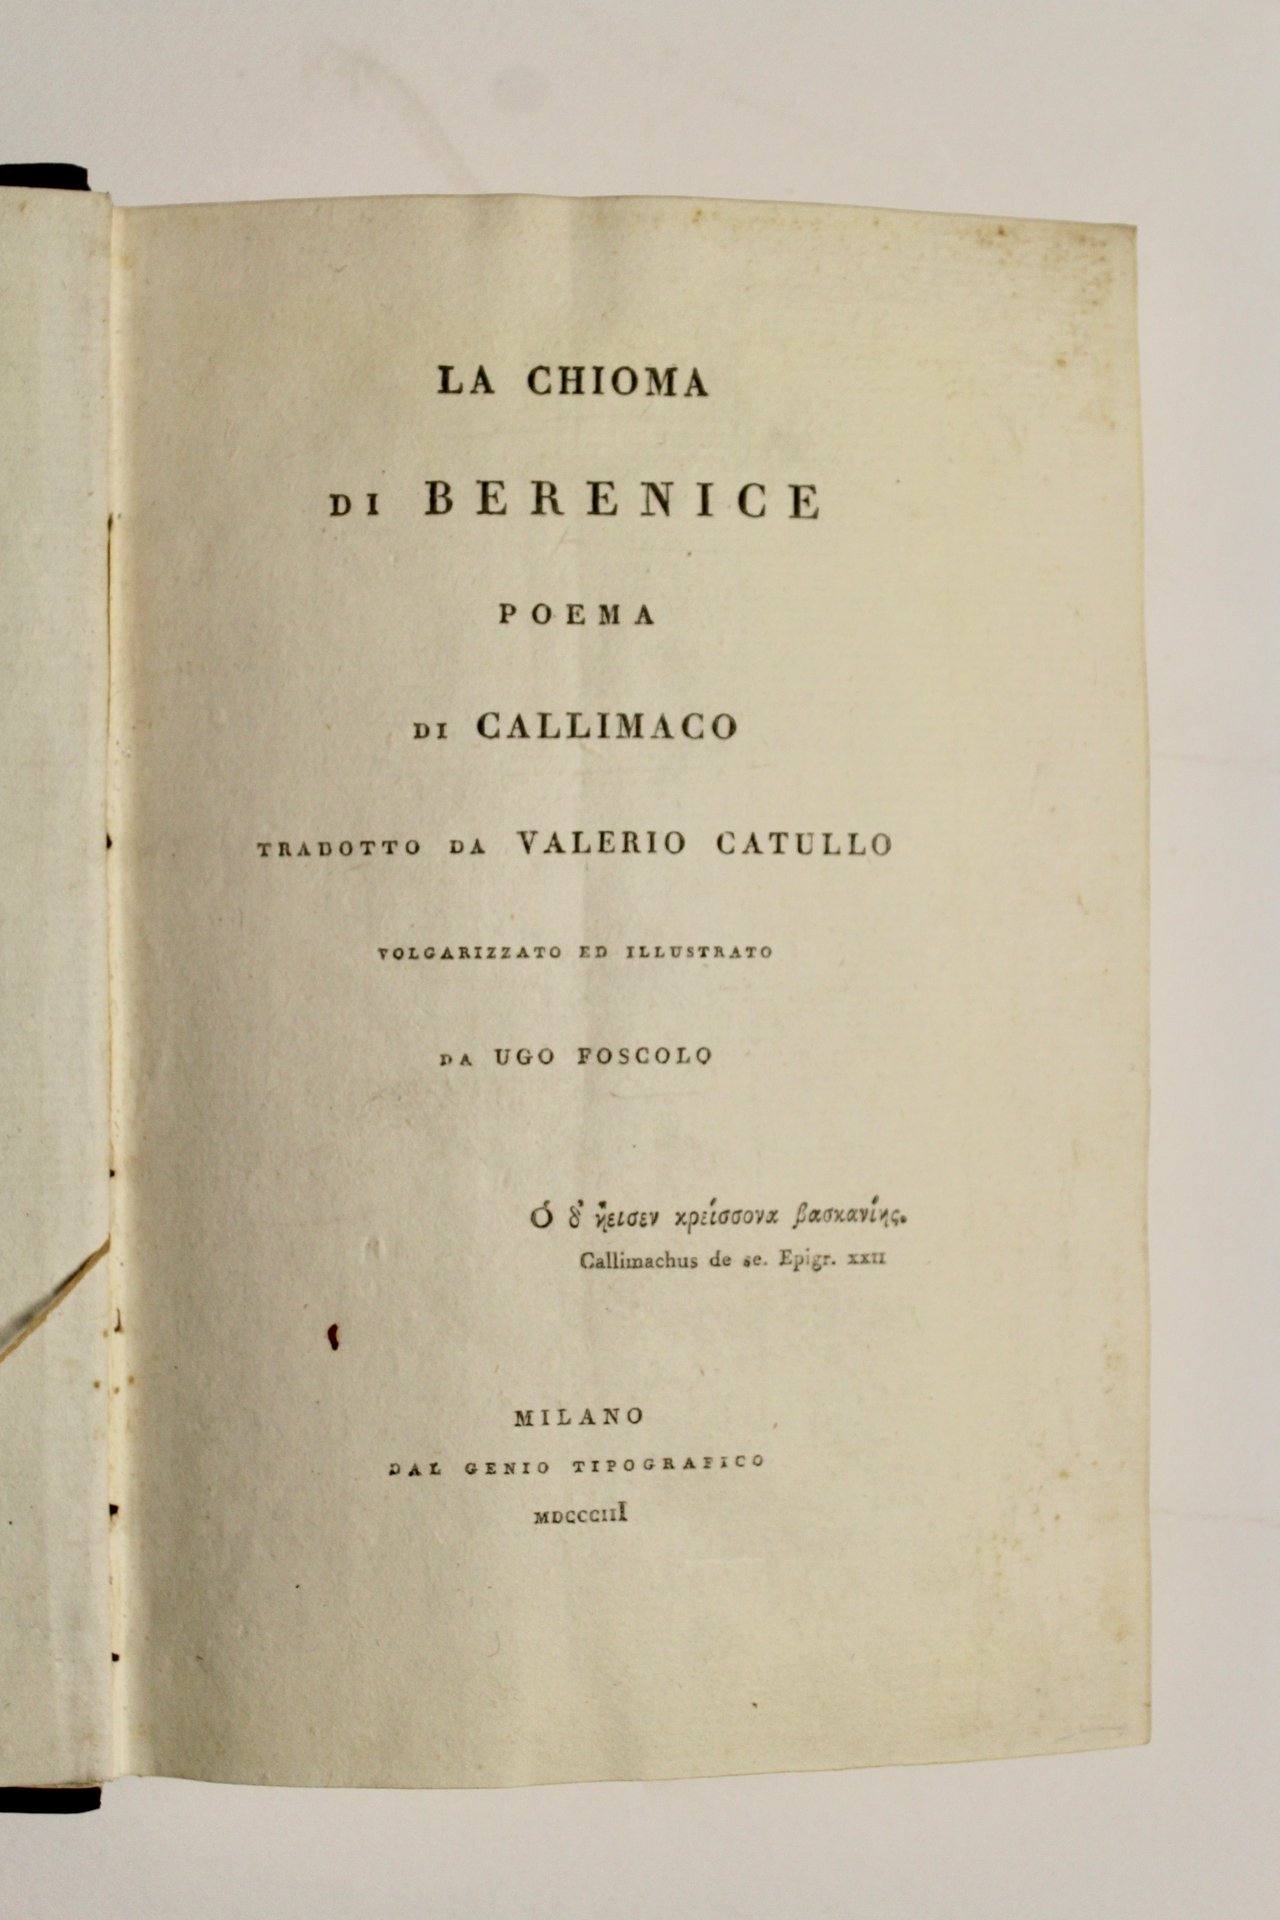 LA CHIOMA
DI BERENICE
POEMA
DI CALLIMACO
TRADOTTO DA VALERIO CATULLO
VOLGARIZZATO ED ILLUSTRATO
DA UGO FOSCOLO
Ὁ δ' ἤεισεν κρείσσονα βασκανίης.
Callimachus de se. Epigr. XXII
MILANO
DAL GENIO TIPOGRAFICO
MDCCCIII